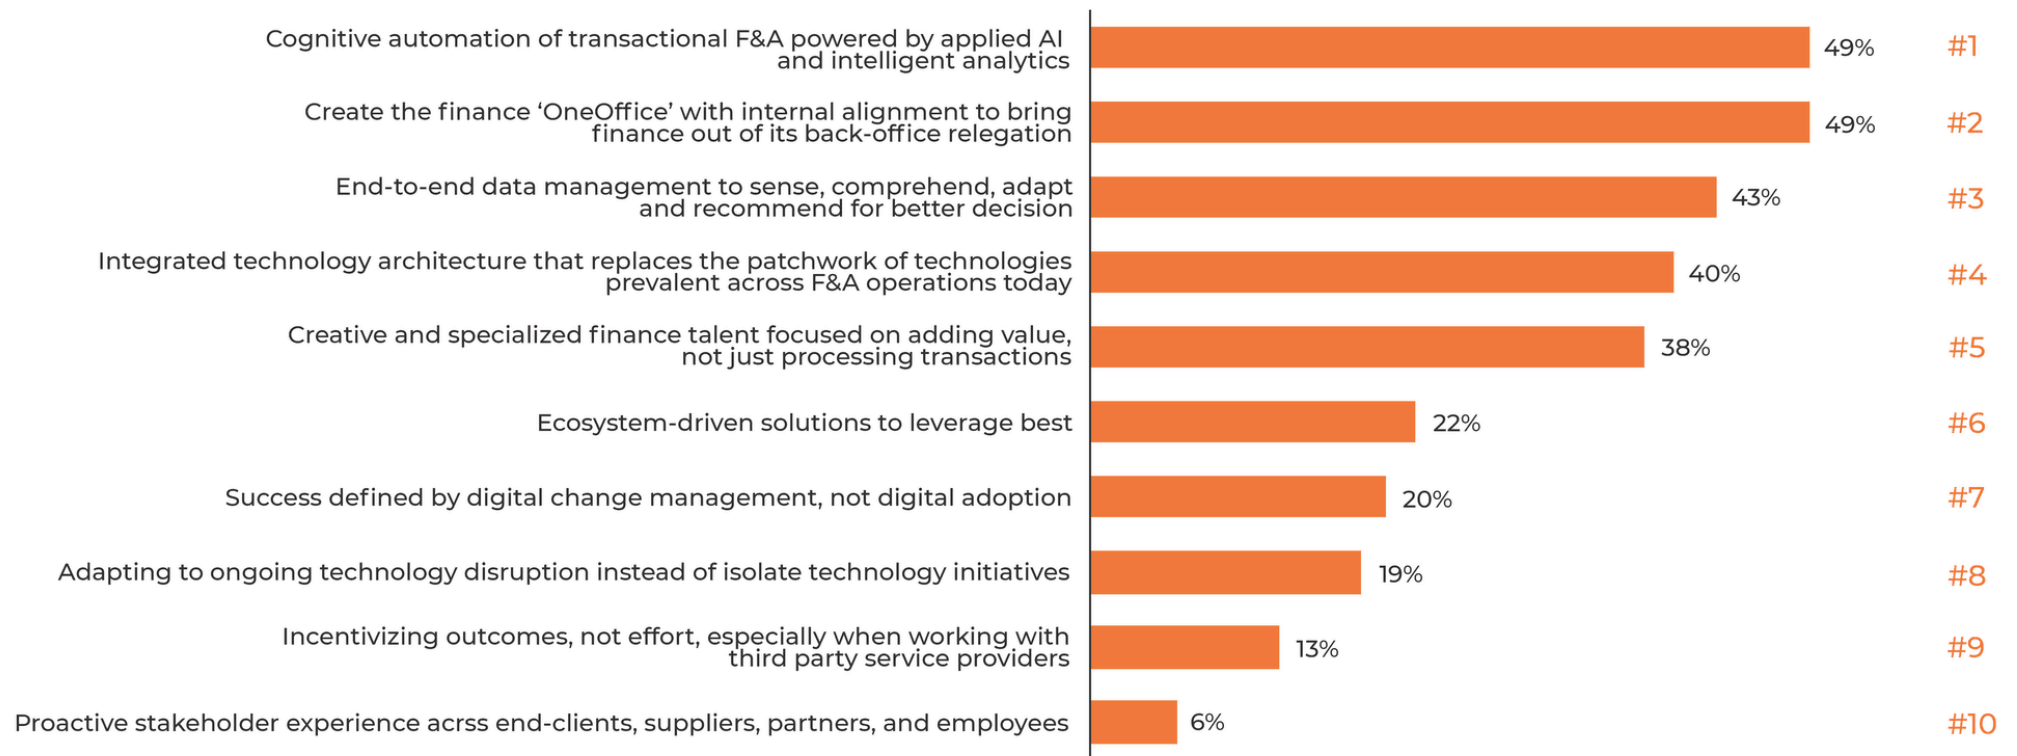 Cognitive automation of transactional F&A powered by applied AI
and intelligent analytics
49%
#1
Create the finance ‘OneOffice’ with internal alignment to bring
finance out of its back-office relegation
49%
#2
End-to-end data management to sense, comprehend, adapt
and recommend for better decision
43%
#3
Integrated technology architecture that replaces the patchwork of technologies
prevalent across F&A operations today
40%
#4
Creative and specialized finance talent focused on adding value,
not just processing transactions
38%
#5
Ecosystem-driven solutions to leverage best
22%
#6
Success defined by digital change management, not digital adoption
20%
#7
Adapting to ongoing technology disruption instead of isolate technology initiatives
19%
#8
Incentivizing outcomes, not effort, especially when working with
third party service providers
13%
#9
Proactive stakeholder experience acrss end-clients, suppliers, partners, and employees
6%
#10